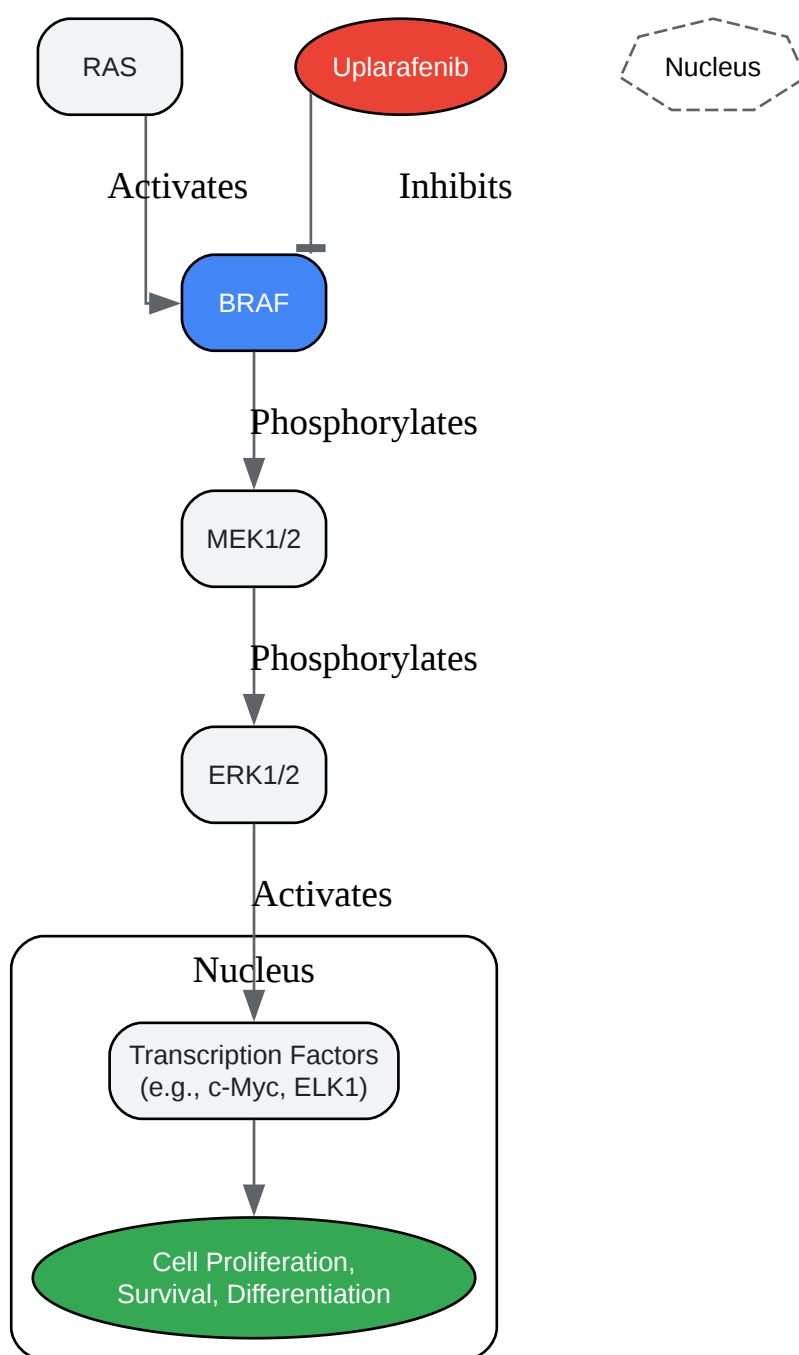 RAS
Uplarafenib
Nucleus
Activates
Inhibits
BRAF
Phosphorylates
MEK1/2
Phosphorylates
ERK1/2
Activates
Nucleus
Transcription Factors
(e.g., c-Myc, ELK1)
Cell Proliferation,
Survival, Differentiation